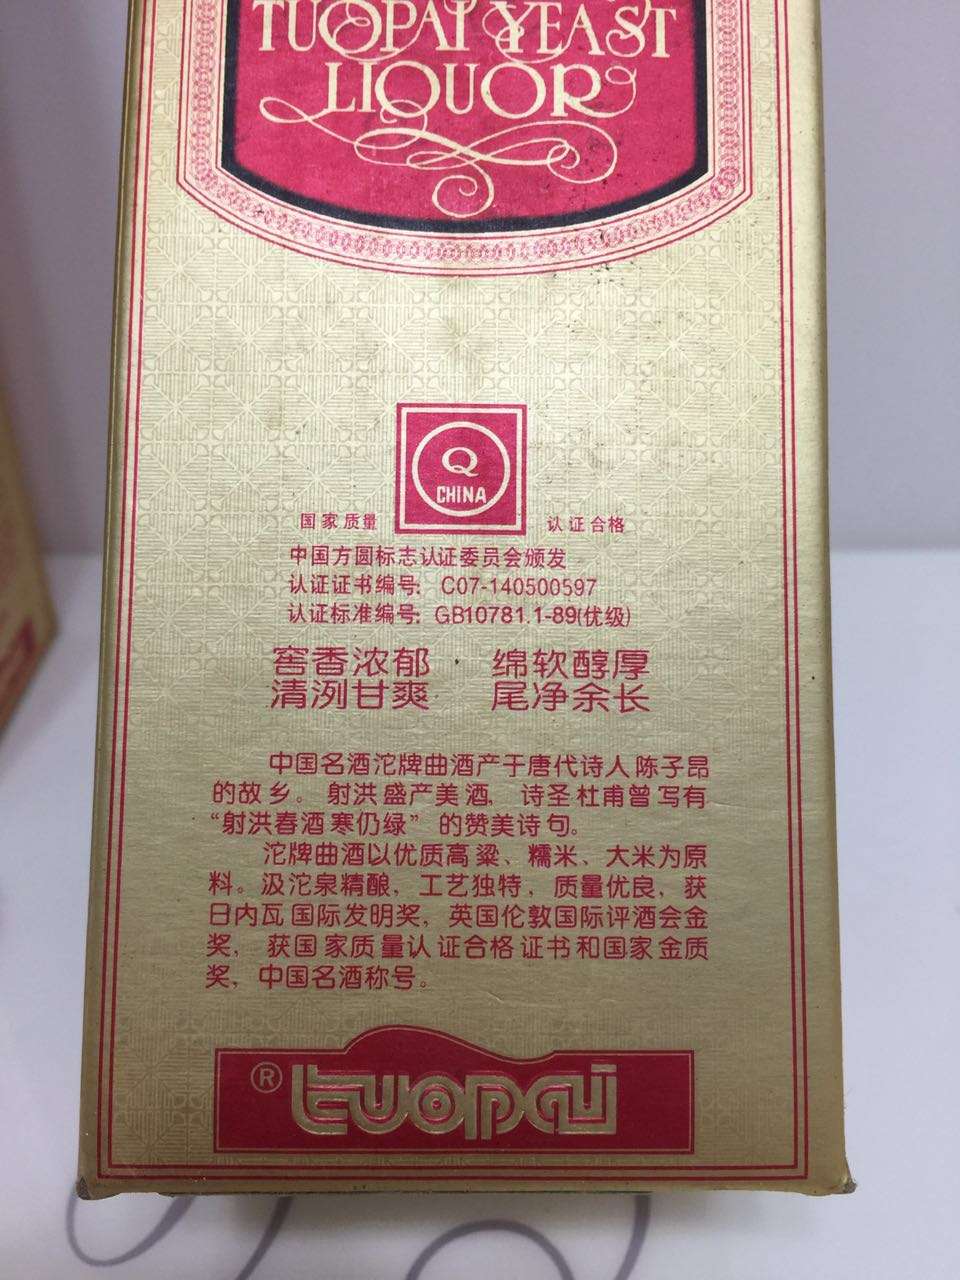 TUOPAI YEAST
LIQUOR
Q
CHINA
国家质量 认证合格
中国方圆标志认证委员会颁发
认证证书编号: C07-140500597
认证标准编号: GB10781.1-89(优级)
窖香浓郁 绵软醇厚
清洌甘爽 尾净余长
中国名酒沱牌曲酒产于唐代诗人陈子昂
的故乡。射洪盛产美酒，诗圣杜甫曾写有
“射洪春酒寒仍绿”的赞美诗句。
沱牌曲酒以优质高粱、糯米、大米为原
料。汲沱泉精酿，工艺独特，质量优良，获
日内瓦国际发明奖，英国伦敦国际评酒会金
奖，获国家质量认证合格证书和国家金质
奖，中国名酒称号。
® tuopai